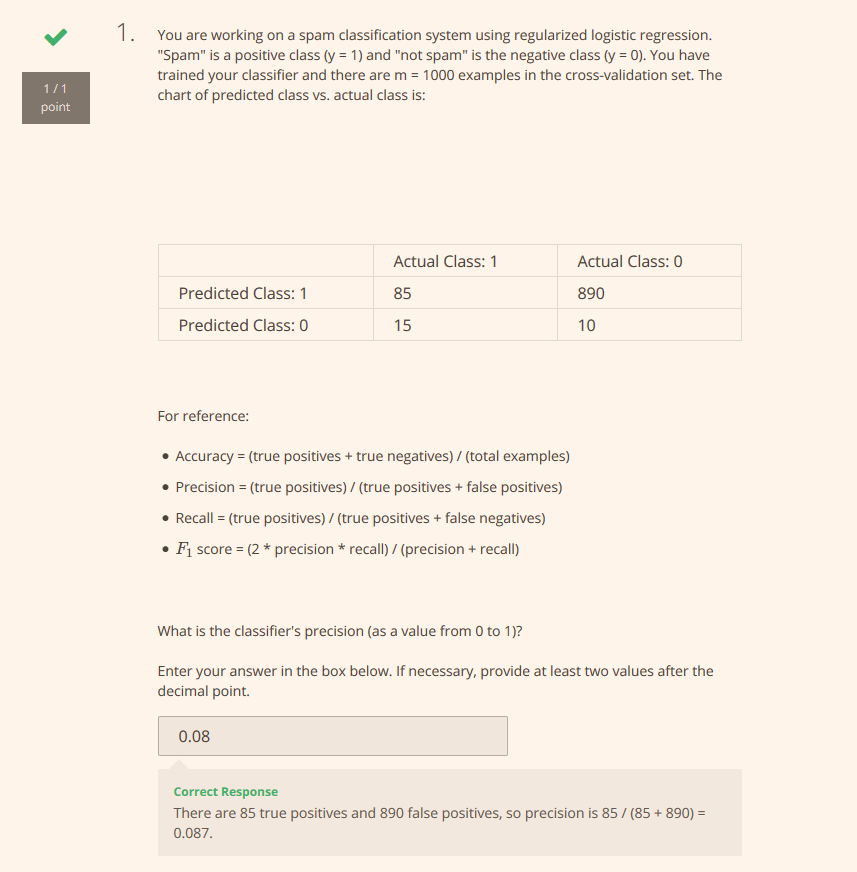 1 / 1
point
1.
You are working on a spam classification system using regularized logistic regression.
"Spam" is a positive class (y = 1) and "not spam" is the negative class (y = 0). You have
trained your classifier and there are m = 1000 examples in the cross-validation set. The
chart of predicted class vs. actual class is:
Actual Class: 1 Actual Class: 0
Predicted Class: 1 85 890
Predicted Class: 0 15 10
For reference:
• Accuracy = (true positives + true negatives) / (total examples)
• Precision = (true positives) / (true positives + false positives)
• Recall = (true positives) / (true positives + false negatives)
• F₁ score = (2 * precision * recall) / (precision + recall)
What is the classifier's precision (as a value from 0 to 1)?
Enter your answer in the box below. If necessary, provide at least two values after the
decimal point.
0.08
Correct Response
There are 85 true positives and 890 false positives, so precision is 85 / (85 + 890) =
0.087.